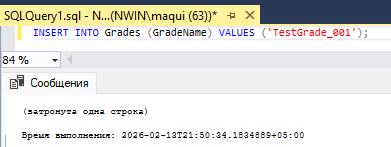 SQLQuery1.sql - N...(NWIN\maqui (63))*
INSERT INTO Grades (GradeName) VALUES ('TestGrade_001');
84 %
Сообщения
(затронута одна строка)
Время выполнения: 2026-02-13T21:50:34.1834889+05:00